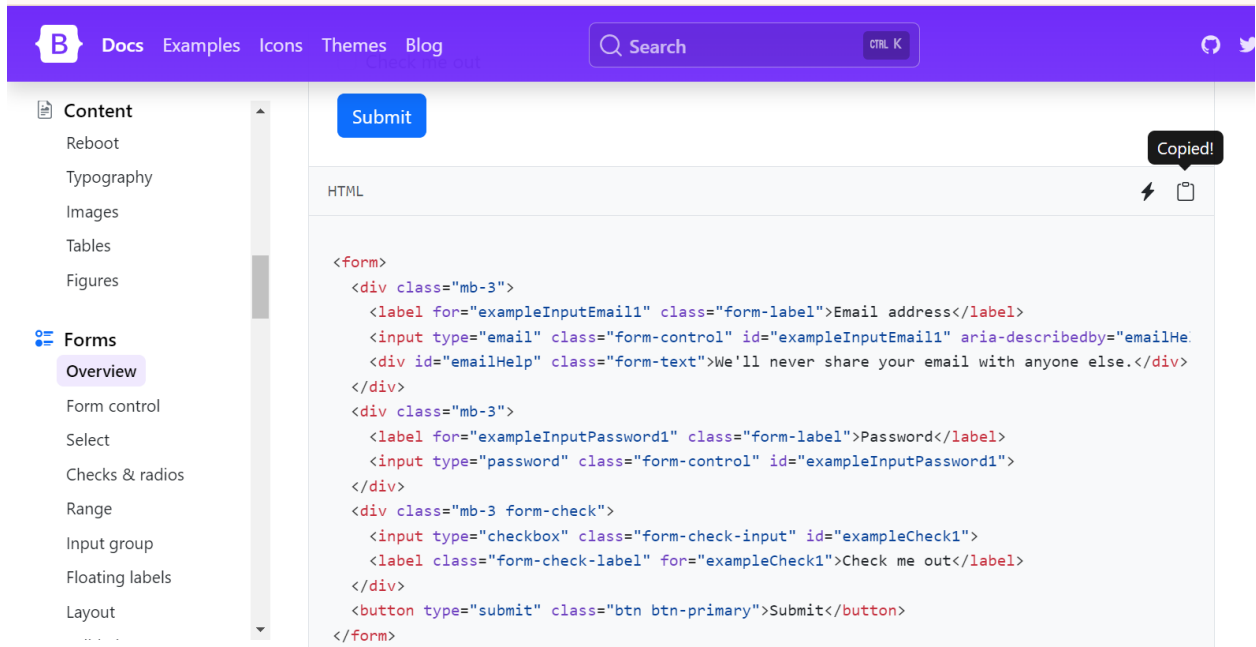 B Docs Examples Icons Themes Blog Search CTRL K
Check me out
Content
Reboot
Typography
Images
Tables
Figures
Forms
Overview
Form control
Select
Checks & radios
Range
Input group
Floating labels
Layout
Submit
Copied!
HTML
<form>
  <div class="mb-3">
    <label for="exampleInputEmail1" class="form-label">Email address</label>
    <input type="email" class="form-control" id="exampleInputEmail1" aria-describedby="emailHe
    <div id="emailHelp" class="form-text">We'll never share your email with anyone else.</div>
  </div>
  <div class="mb-3">
    <label for="exampleInputPassword1" class="form-label">Password</label>
    <input type="password" class="form-control" id="exampleInputPassword1">
  </div>
  <div class="mb-3 form-check">
    <input type="checkbox" class="form-check-input" id="exampleCheck1">
    <label class="form-check-label" for="exampleCheck1">Check me out</label>
  </div>
  <button type="submit" class="btn btn-primary">Submit</button>
</form>